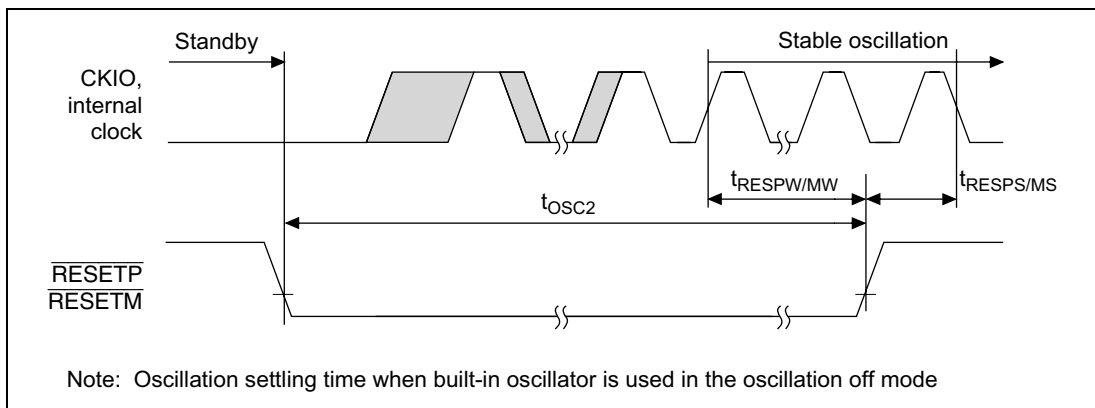 Standby
Stable oscillation
CKIO,
internal
clock
tRESPW/MW
tRESPS/MS
tOSC2
RESETP
RESETM
Note: Oscillation settling time when built-in oscillator is used in the oscillation off mode